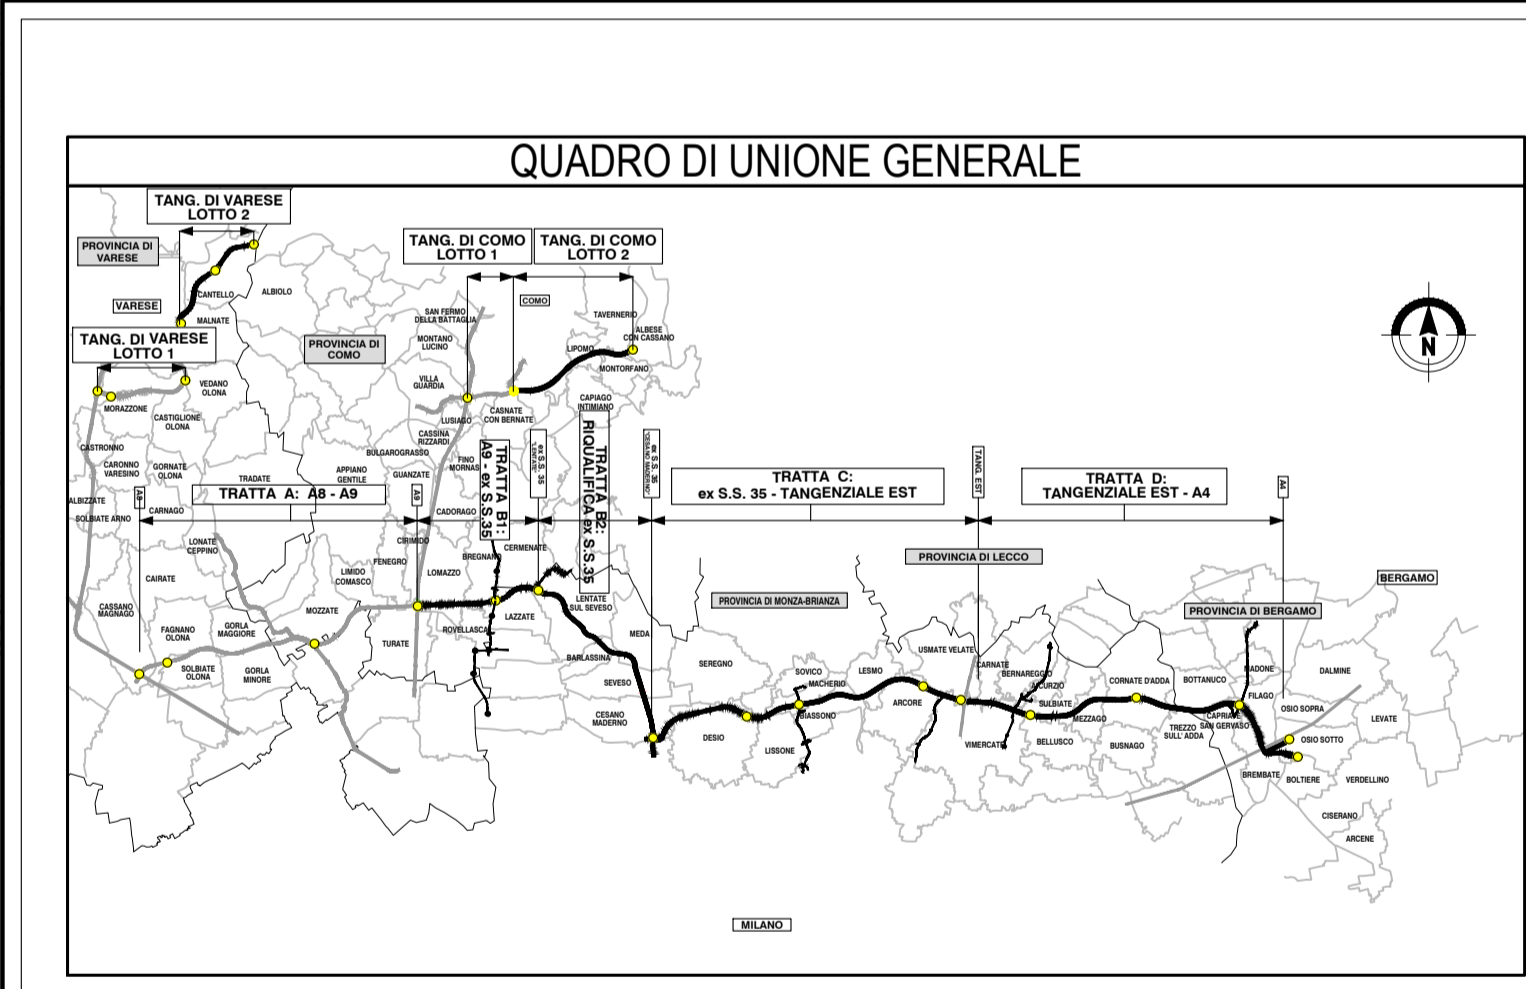 QUADRO DI UNIONE GENERALE
TANG. DI VARESE
LOTTO 2
PROVINCIA DI
VARESE
TANG. DI COMO
LOTTO 1
TANG. DI COMO
LOTTO 2
CANTELLO
ALBIOLO
VARESE
MALNATE
COMO
SAN FERMO
DELLA BATTAGLIA
TAVERNERIO
ALBESE
CON CASSANO
TANG. DI VARESE
LOTTO 1
PROVINCIA DI
COMO
MONTANO
LUCINO
LIPOMO
MONTORFANO
N
VEDANO
OLONA
VILLA
GUARDIA
MORAZZONE
CASTIGLIONE
OLONA
LUSIAGO
CASNATE
CON BERNATE
CAPIAGO
INTIMIANO
CASSINA
RIZZARDI
CASTRONNO
BULGAROGRASSO
CARONNO
VARESINO
GORNATE
OLONA
APPIANO
GENTILE
GUANZATE
FINO
MORNAS
TRADATE
TRATTA B1:
A9 - ex S.S.35
ex S.S. 35
"LENTATE"
TRATTA B2:
RIQUALIFICA ex S.S.35
ex S.S. 35
"CESANO MADERNO"
TRATTA C:
ex S.S. 35 - TANGENZIALE EST
TANG. EST
TRATTA D:
TANGENZIALE EST - A4
A4
A8
TRATTA A: A8 - A9
A9
ALBIZZATE
SOLBIATE ARNO
CARNAGO
CADORAGO
LONATE
CEPPINO
CIRIMIDO
BREGNANO
CERMENATE
PROVINCIA DI LECCO
FENEGRO
CAIRATE
LIMIDO
COMASCO
LOMAZZO
BERGAMO
CASSANO
MAGNAGO
MOZZATE
LAZZATE
LENTATE
SUL SEVESO
PROVINCIA DI MONZA-BRIANZA
PROVINCIA DI BERGAMO
FAGNANO
OLONA
GORLA
MAGGIORE
TURATE
ROVELLASCA
MEDA
USMATE VELATE
CARNATE
SOLBIATE
OLONA
GORLA
MINORE
BARLASSINA
SEREGNO
SOVICO
LESMO
BERNAREGGIO
MADONE
DALMINE
SEVESO
MACHERIO
AICURZIO
CORNATE D'ADDA
BOTTANUCO
FILAGO
ARCORE
SULBIATE
OSIO SOPRA
CESANO
MADERNO
BIASSONO
MEZZAGO
CAPRIATE
SAN GERVASO
LEVATE
DESIO
LISSONE
VIMERCATE
BELLUSCO
BUSNAGO
TREZZO
SULL' ADDA
OSIO SOTTO
BREMBATE
BOLTIERE
VERDELLINO
CISERANO
ARCENE
MILANO